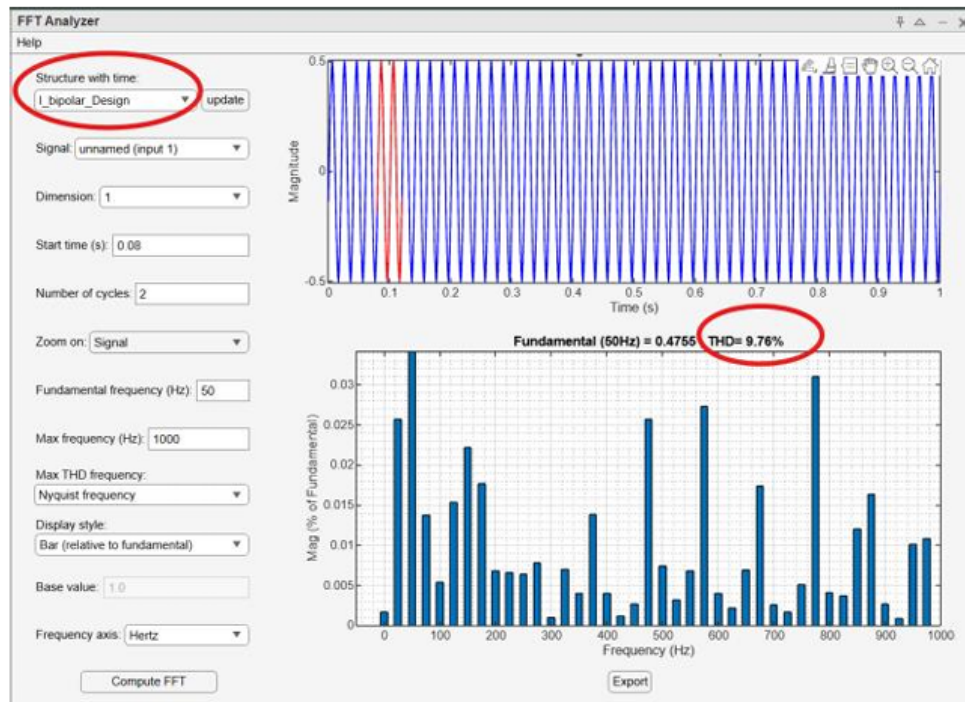 FFT Analyzer
Help
Structure with time:
I_bipolar_Design
update
Signal: unnamed (input 1)
Dimension: 1
Start time (s): 0.08
Number of cycles: 2
Zoom on: Signal
Fundamental frequency (Hz): 50
Max frequency (Hz): 1000
Max THD frequency:
Nyquist frequency
Display style:
Bar (relative to fundamental)
Base value: 1.0
Frequency axis: Hertz
Compute FFT
0.5
0
-0.5
Magnitude
0 0.1 0.2 0.3 0.4 0.5 0.6 0.7 0.8 0.9 1
Time (s)
Fundamental (50Hz) = 0.4755 THD= 9.76%
0.03
0.025
0.02
0.015
0.01
0.005
0
Mag (% of Fundamental)
0 100 200 300 400 500 600 700 800 900 1000
Frequency (Hz)
Export